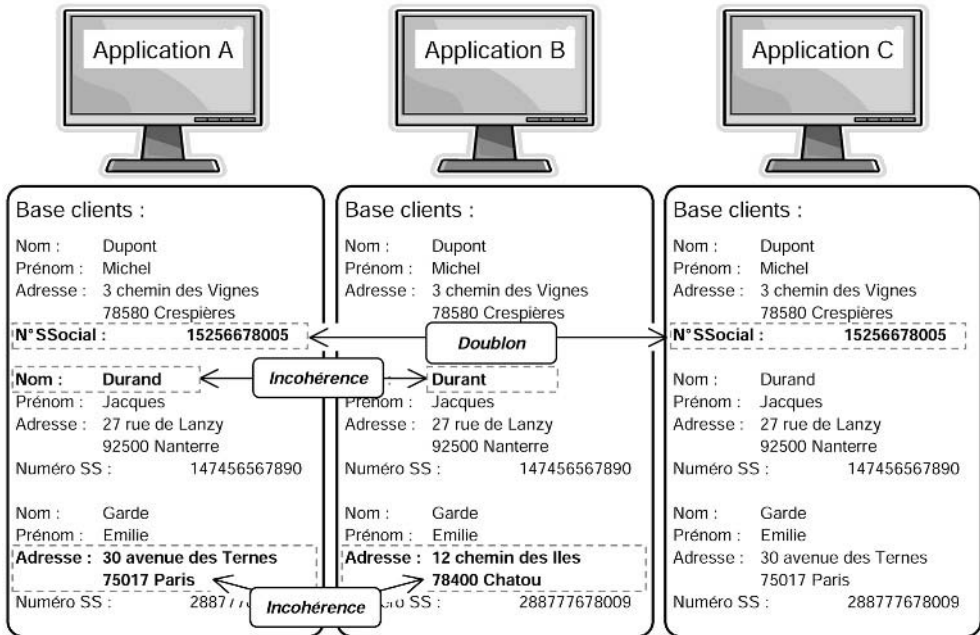 Application A
Application B
Application C
Base clients :
Nom : Dupont
Prénom : Michel
Adresse : 3 chemin des Vignes
78580 Crespières
N°SSocial : 15256678005
Nom : Durand
Prénom : Jacques
Adresse : 27 rue de Lanzy
92500 Nanterre
Numéro SS : 147456567890
Nom : Garde
Prénom : Emilie
Adresse : 30 avenue des Ternes
75017 Paris
Numéro SS :
Base clients :
Nom : Dupont
Prénom : Michel
Adresse : 3 chemin des Vignes
78580 Crespières
Doublon
Incohérence
: Durant
Prénom : Jacques
Adresse : 27 rue de Lanzy
92500 Nanterre
Numéro SS : 147456567890
Nom : Garde
Prénom : Emilie
Adresse : 12 chemin des Iles
78400 Chatou
Incohérence
SS : 288777678009
Base clients :
Nom : Dupont
Prénom : Michel
Adresse : 3 chemin des Vignes
78580 Crespières
N°SSocial : 15256678005
Nom : Durand
Prénom : Jacques
Adresse : 27 rue de Lanzy
92500 Nanterre
Numéro SS : 147456567890
Nom : Garde
Prénom : Emilie
Adresse : 30 avenue des Ternes
75017 Paris
Numéro SS : 288777678009